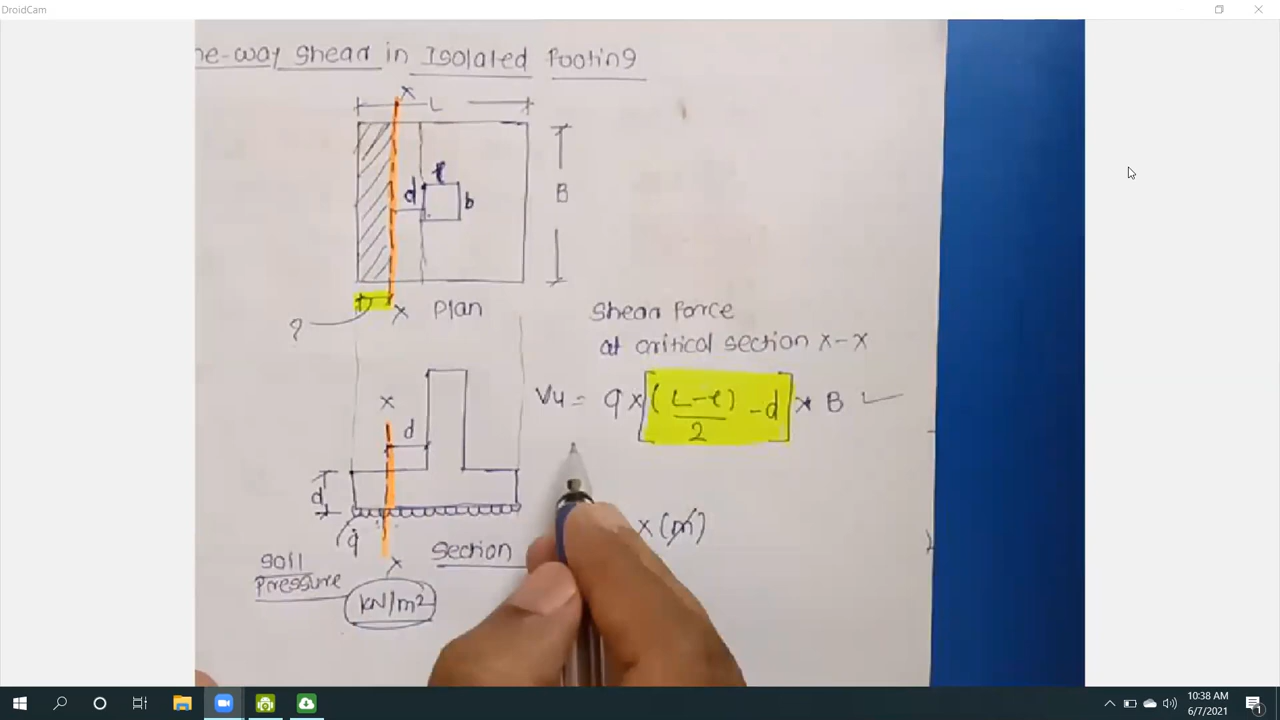 DroidCam
ne-way shear in Isolated Footing
x
L
l
d
b
B
?
x
Plan
Shear force
at critical section x-x
Vu = q x [(L-l)/2 - d] * B
x
d
d
q
x
Section
x (m)
soil
Pressure
kN/m2
10:38 AM
6/7/2021
1